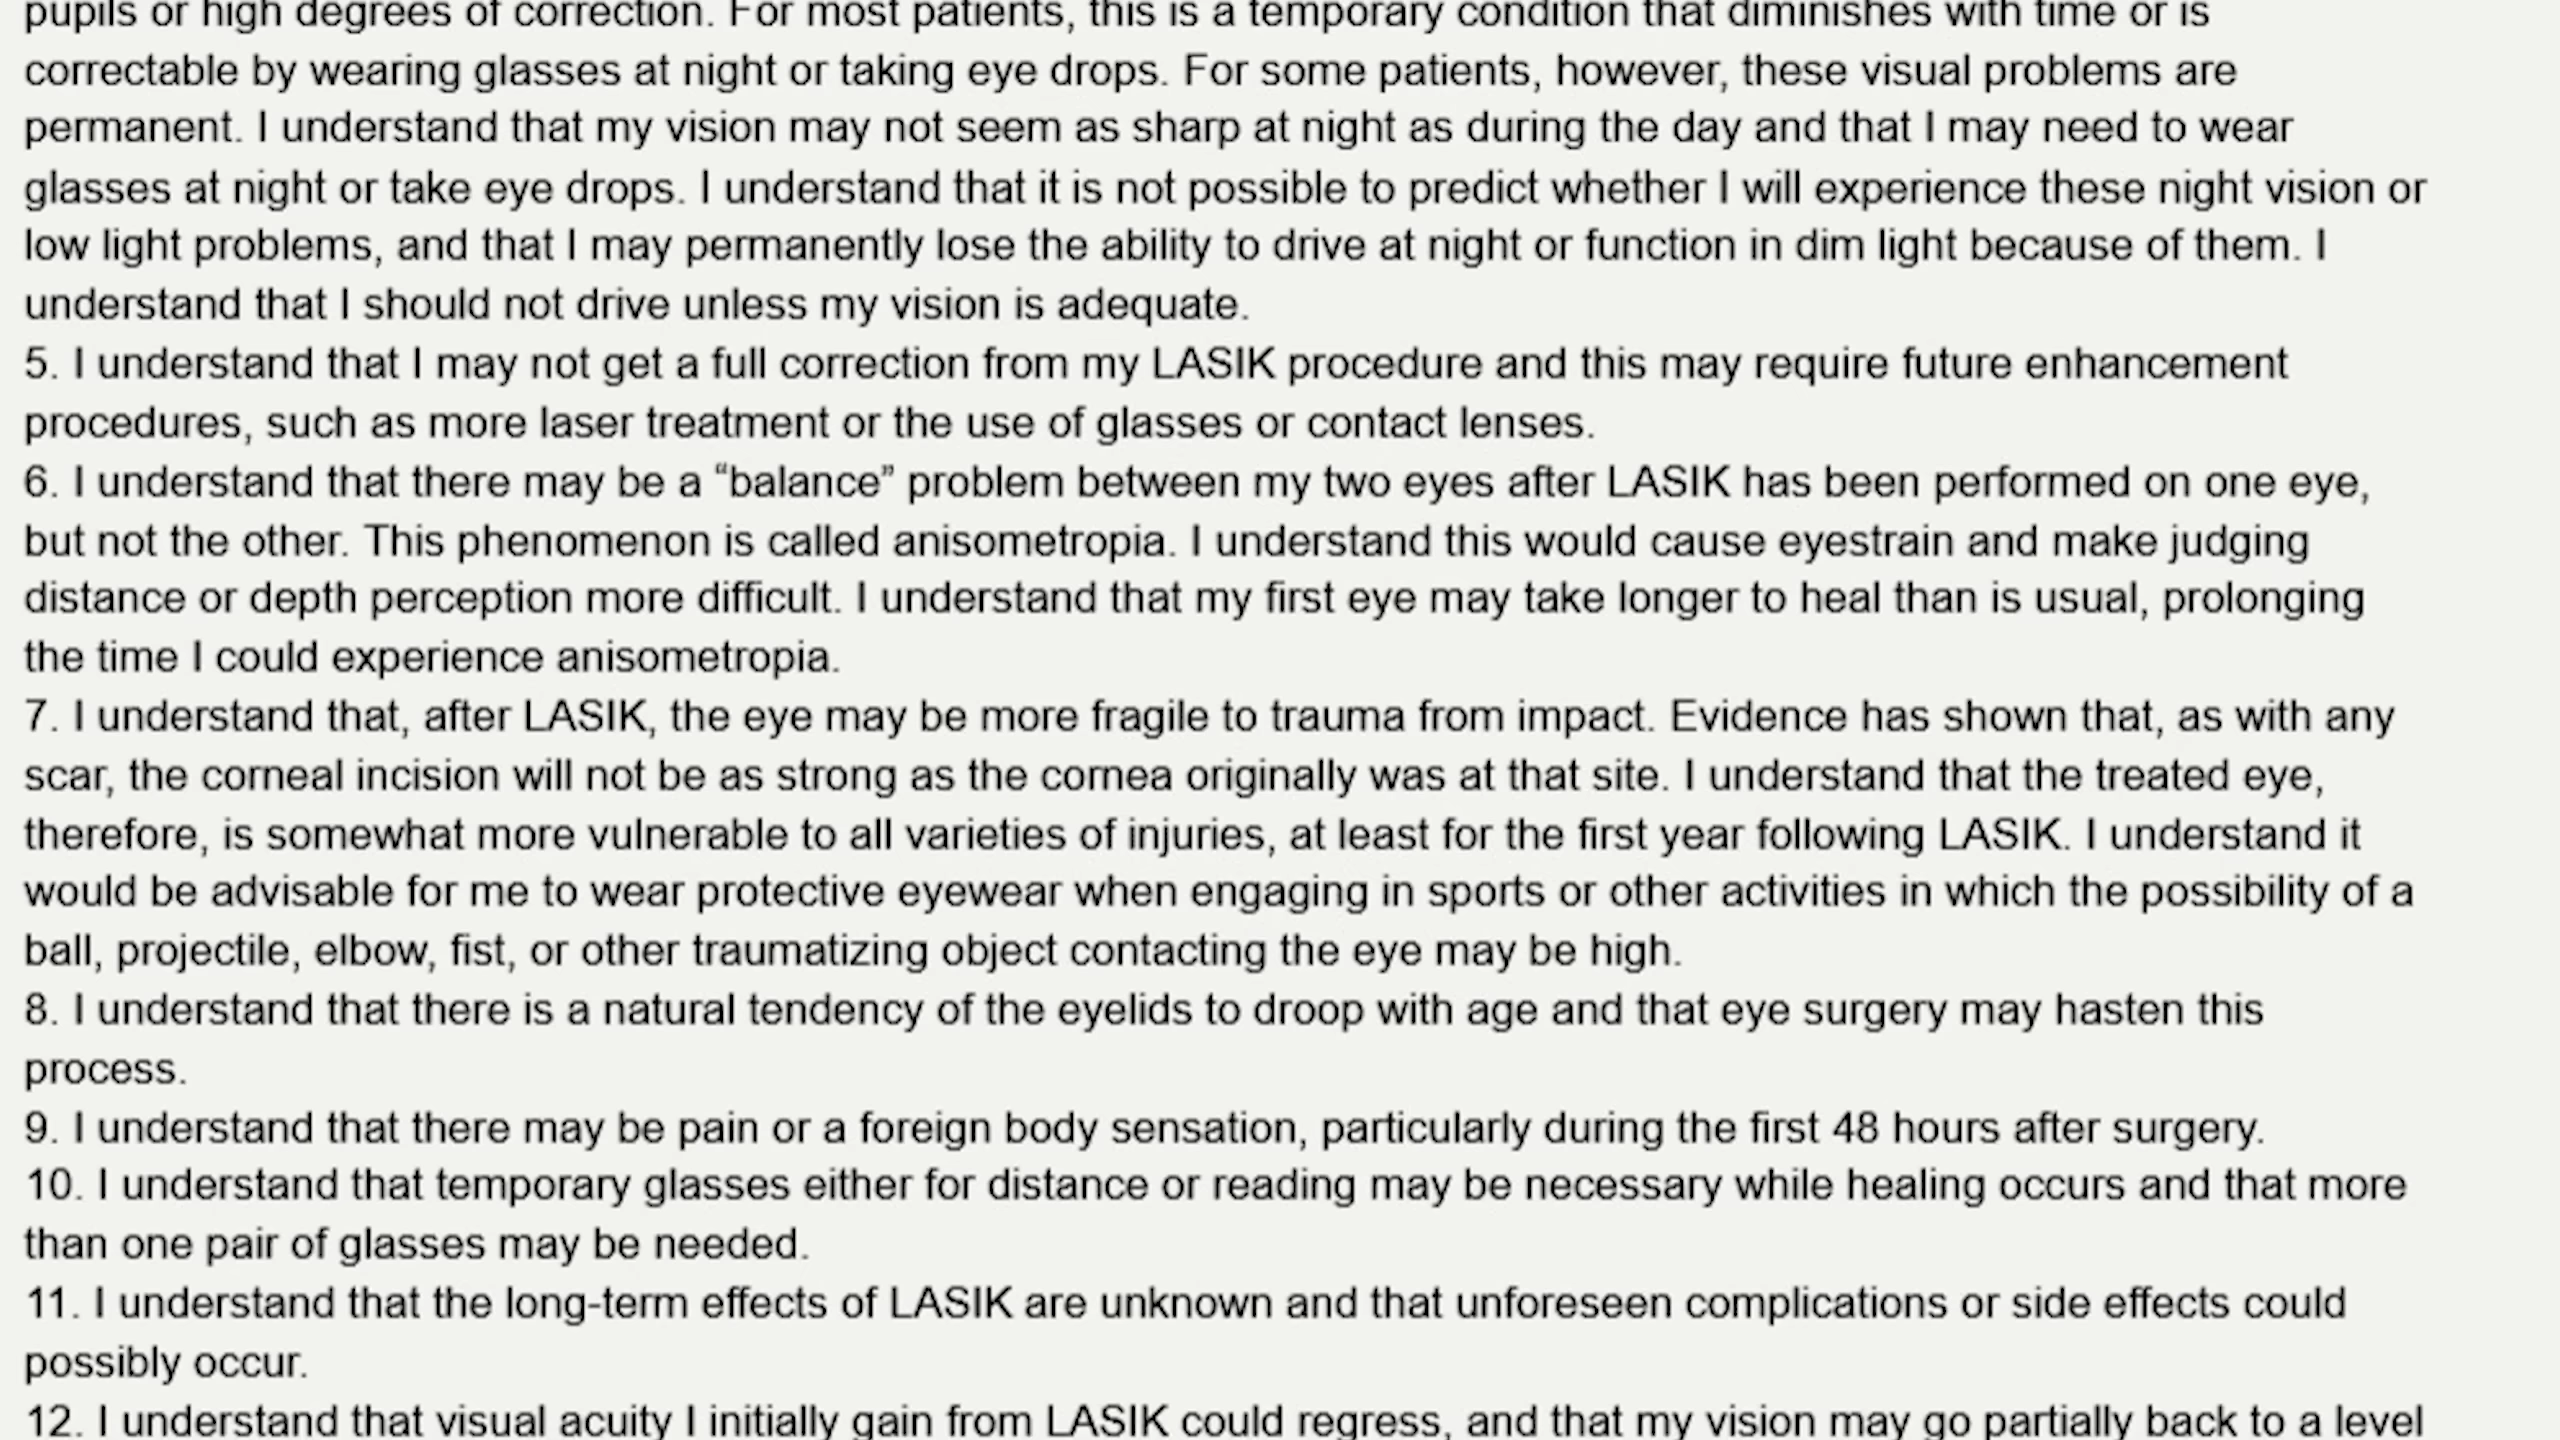 pupils or high degrees of correction. For most patients, this is a temporary condition that diminishes with time or is
correctable by wearing glasses at night or taking eye drops. For some patients, however, these visual problems are
permanent. I understand that my vision may not seem as sharp at night as during the day and that I may need to wear
glasses at night or take eye drops. I understand that it is not possible to predict whether I will experience these night vision or
low light problems, and that I may permanently lose the ability to drive at night or function in dim light because of them. I
understand that I should not drive unless my vision is adequate.
5. I understand that I may not get a full correction from my LASIK procedure and this may require future enhancement
procedures, such as more laser treatment or the use of glasses or contact lenses.
6. I understand that there may be a “balance” problem between my two eyes after LASIK has been performed on one eye,
but not the other. This phenomenon is called anisometropia. I understand this would cause eyestrain and make judging
distance or depth perception more difficult. I understand that my first eye may take longer to heal than is usual, prolonging
the time I could experience anisometropia.
7. I understand that, after LASIK, the eye may be more fragile to trauma from impact. Evidence has shown that, as with any
scar, the corneal incision will not be as strong as the cornea originally was at that site. I understand that the treated eye,
therefore, is somewhat more vulnerable to all varieties of injuries, at least for the first year following LASIK. I understand it
would be advisable for me to wear protective eyewear when engaging in sports or other activities in which the possibility of a
ball, projectile, elbow, fist, or other traumatizing object contacting the eye may be high.
8. I understand that there is a natural tendency of the eyelids to droop with age and that eye surgery may hasten this
process.
9. I understand that there may be pain or a foreign body sensation, particularly during the first 48 hours after surgery.
10. I understand that temporary glasses either for distance or reading may be necessary while healing occurs and that more
than one pair of glasses may be needed.
11. I understand that the long-term effects of LASIK are unknown and that unforeseen complications or side effects could
possibly occur.
12. I understand that visual acuity I initially gain from LASIK could regress, and that my vision may go partially back to a level